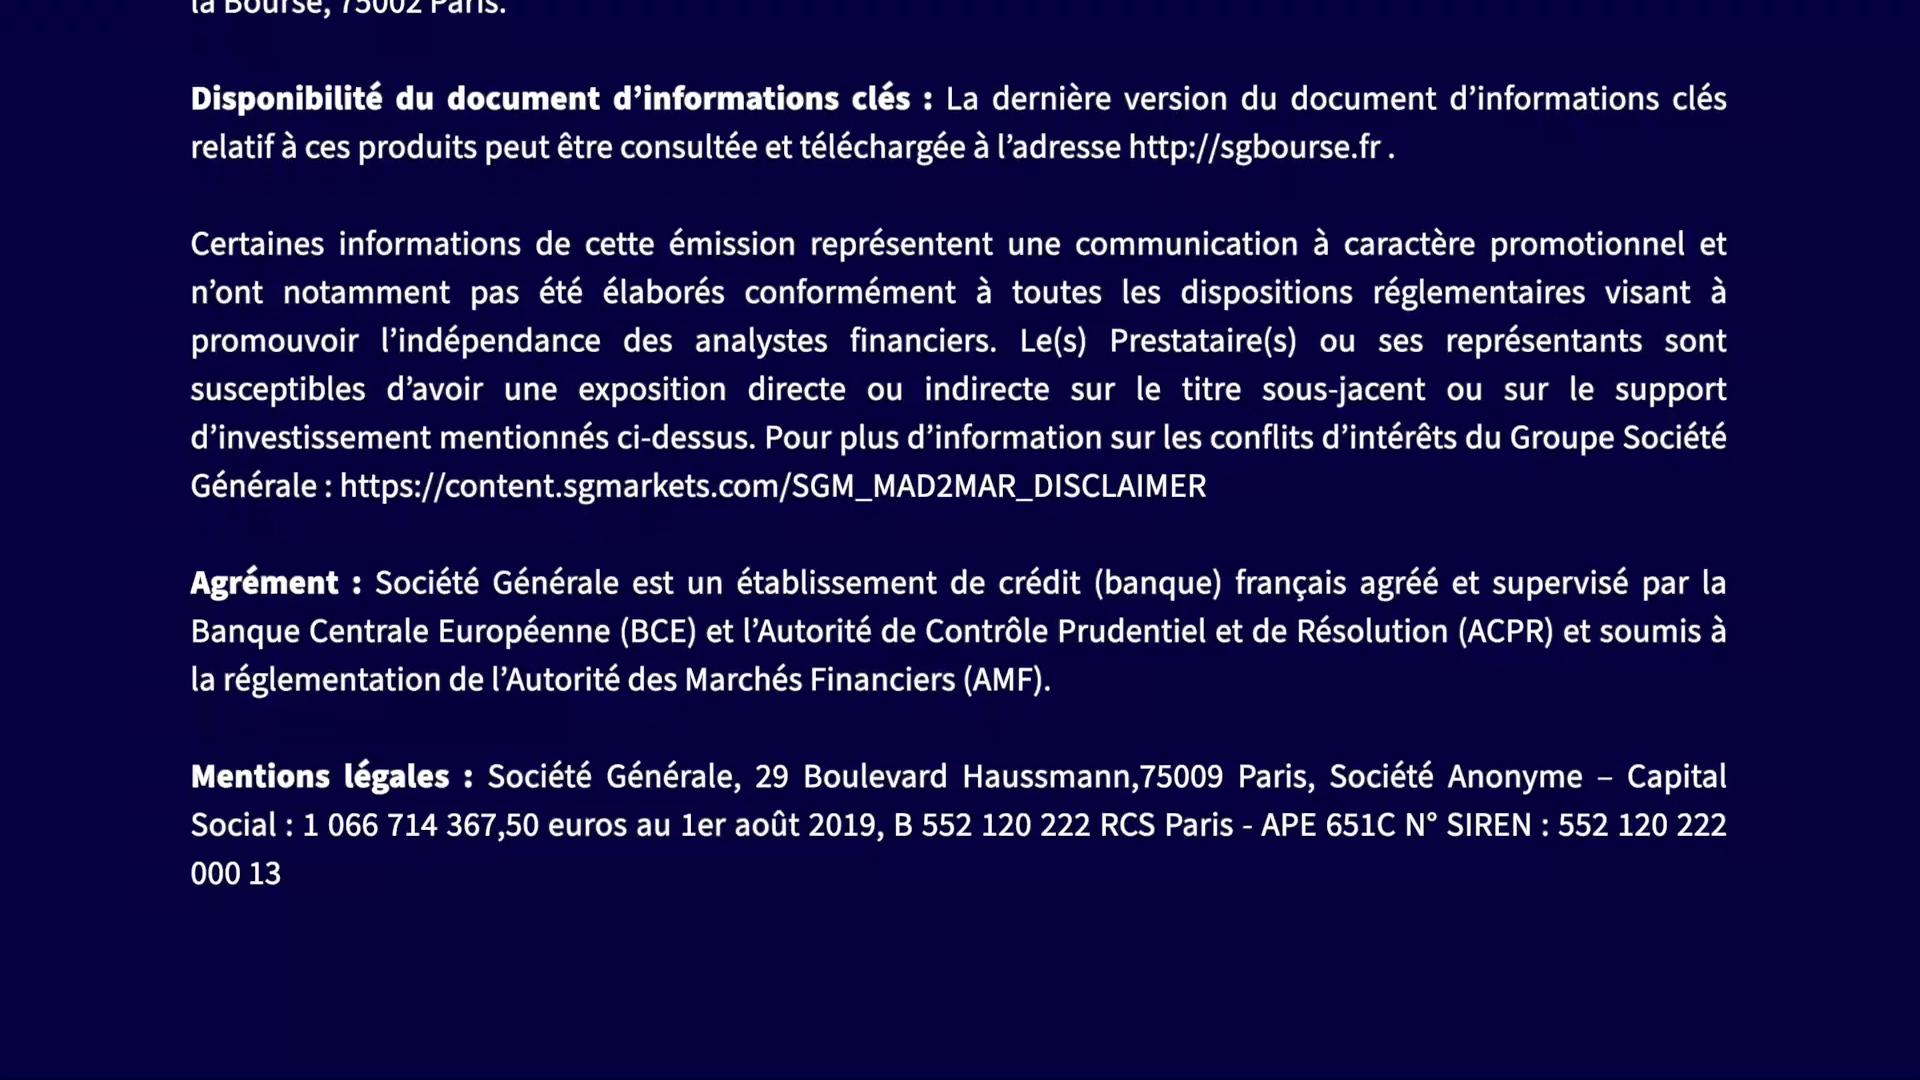 la Bourse, 75002 Paris.
Disponibilité du document d’informations clés : La dernière version du document d’informations clés
relatif à ces produits peut être consultée et téléchargée à l’adresse http://sgbourse.fr .
Certaines informations de cette émission représentent une communication à caractère promotionnel et
n’ont notamment pas été élaborés conformément à toutes les dispositions réglementaires visant à
promouvoir l’indépendance des analystes financiers. Le(s) Prestataire(s) ou ses représentants sont
susceptibles d’avoir une exposition directe ou indirecte sur le titre sous-jacent ou sur le support
d’investissement mentionnés ci-dessus. Pour plus d’information sur les conflits d’intérêts du Groupe Société
Générale : https://content.sgmarkets.com/SGM_MAD2MAR_DISCLAIMER
Agrément : Société Générale est un établissement de crédit (banque) français agréé et supervisé par la
Banque Centrale Européenne (BCE) et l’Autorité de Contrôle Prudentiel et de Résolution (ACPR) et soumis à
la réglementation de l’Autorité des Marchés Financiers (AMF).
Mentions légales : Société Générale, 29 Boulevard Haussmann,75009 Paris, Société Anonyme – Capital
Social : 1 066 714 367,50 euros au 1er août 2019, B 552 120 222 RCS Paris - APE 651C N° SIREN : 552 120 222
000 13